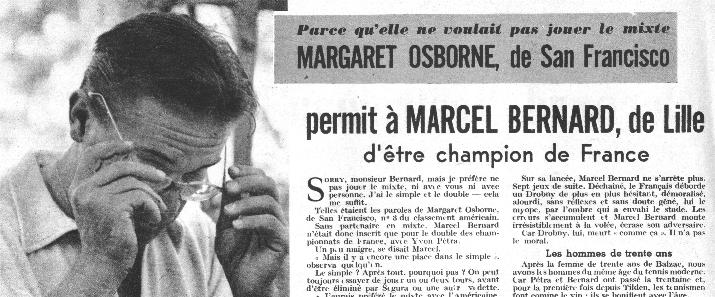 Parce qu'elle ne voulait pas jouer le mixte
MARGARET OSBORNE, de San Francisco
permit à MARCEL BERNARD, de Lille
d'être champion de France
SORRY, monsieur Bernard, mais je préfère ne
pas jouer le mixte, ni avec vous ni avec
personne. J'ai le simple et le double — cela
me suffit.
Telles étaient les paroles de Margaret Osborne,
de San Francisco, n° 3 du classement américain.
Sans partenaire en mixte, Marcel Bernard
n'était donc inscrit que pour le double des cham-
pionnats de France, avec Yvon Pétra.
Un peu maigre, se disait Marcel.
« Mais il y a encore une place dans le simple »,
observa quelqu'un.
Le simple ? Après tout, pourquoi pas ? On peut
toujours essayer de jouer un ou deux tours, avant
d'être éliminé par Segura ou une autre vedette.
préféré le mixte avec l'Américaine
Sur sa lancée, Marcel Bernard ne s'arrête plus.
Sept jeux de suite. Déchaîné, le Français déborde
un Drobny de plus en plus hésitant, démoralisé,
alourdi, sans réflexes et sans doute gêné, lui le
myope, par l'ombre qui a envahi le stade. Les
erreurs s'accumulent et Marcel Bernard monte
irrésistiblement à la volée, écrase son adversaire.
Car Drobny, lui, meurt « comme ça ». Il n'a pas
le moral.
Les hommes de trente ans
Après la femme de trente ans de Balzac, nous
avons les hommes du même âge du tennis moderne.
Car Pétra et Bernard ont passé la trentaine et,
pour la première fois depuis Tilden, les tennismen
font comme le vin : ils se bonifient avec l'âge.